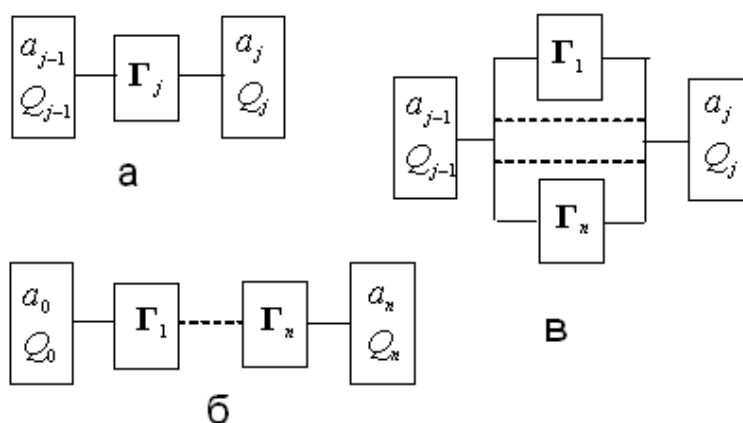 a_{j-1}
Q_{j-1}
Γ_j
a_j
Q_j
а
a_{j-1}
Q_{j-1}
Γ_1
Γ_n
a_j
Q_j
в
a_0
Q_0
Γ_1
Γ_n
a_n
Q_n
б